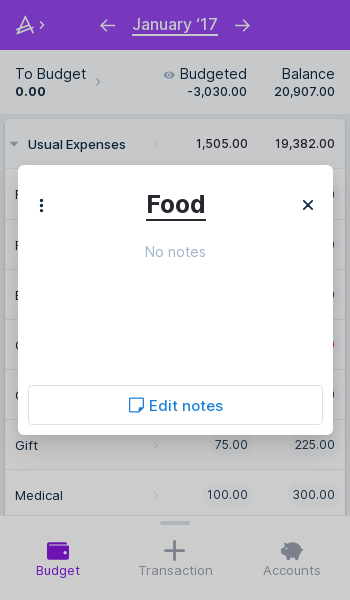 January ‘17
To Budget
0.00
Budgeted
-3,030.00
Balance
20,907.00
Usual Expenses
1,505.00
19,382.00
Food
No notes
Edit notes
Gift
75.00
225.00
Medical
100.00
300.00
Budget
Transaction
Accounts